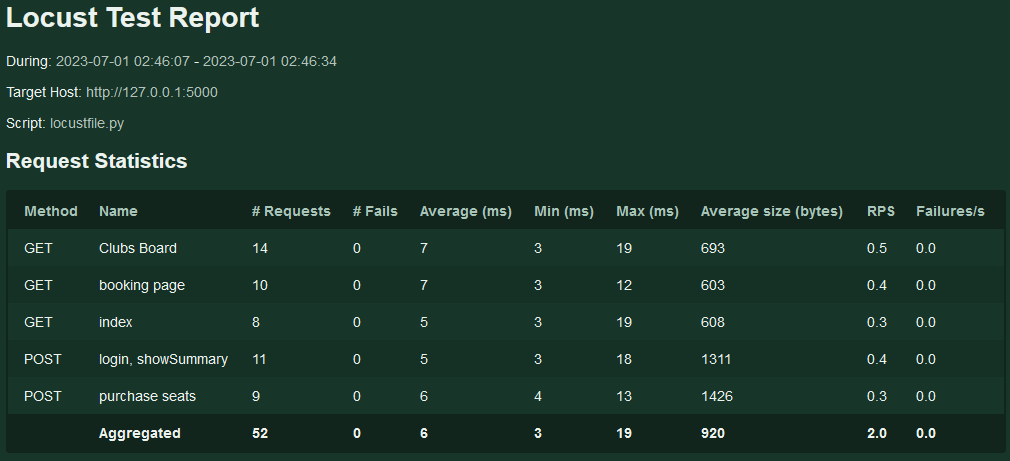 Locust Test Report
During: 2023-07-01 02:46:07 - 2023-07-01 02:46:34
Target Host: http://127.0.0.1:5000
Script: locustfile.py
Request Statistics
Method Name # Requests # Fails Average (ms) Min (ms) Max (ms) Average size (bytes) RPS Failures/s
GET Clubs Board 14 0 7 3 19 693 0.5 0.0
GET booking page 10 0 7 3 12 603 0.4 0.0
GET index 8 0 5 3 19 608 0.3 0.0
POST login, showSummary 11 0 5 3 18 1311 0.4 0.0
POST purchase seats 9 0 6 4 13 1426 0.3 0.0
Aggregated 52 0 6 3 19 920 2.0 0.0